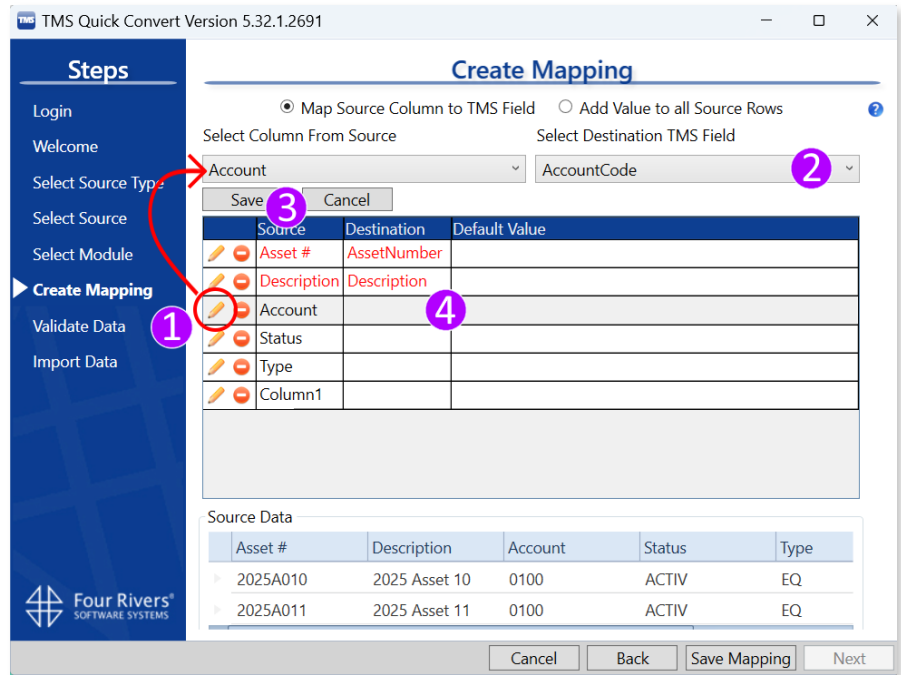 TMS TMS Quick Convert Version 5.32.1.2691
Steps
Login
Welcome
Select Source Type
Select Source
Select Module
Create Mapping
Validate Data
Import Data
Four Rivers®
SOFTWARE SYSTEMS
Create Mapping
Map Source Column to TMS Field Add Value to all Source Rows ?
Select Column From Source Select Destination TMS Field
Account AccountCode 2
Save 3 Cancel
Source Destination Default Value
Asset # AssetNumber
Description Description
1 Account 4
Status
Type
Column1
Source Data
Asset # Description Account Status Type
2025A010 2025 Asset 10 0100 ACTIV EQ
2025A011 2025 Asset 11 0100 ACTIV EQ
Cancel Back Save Mapping Next